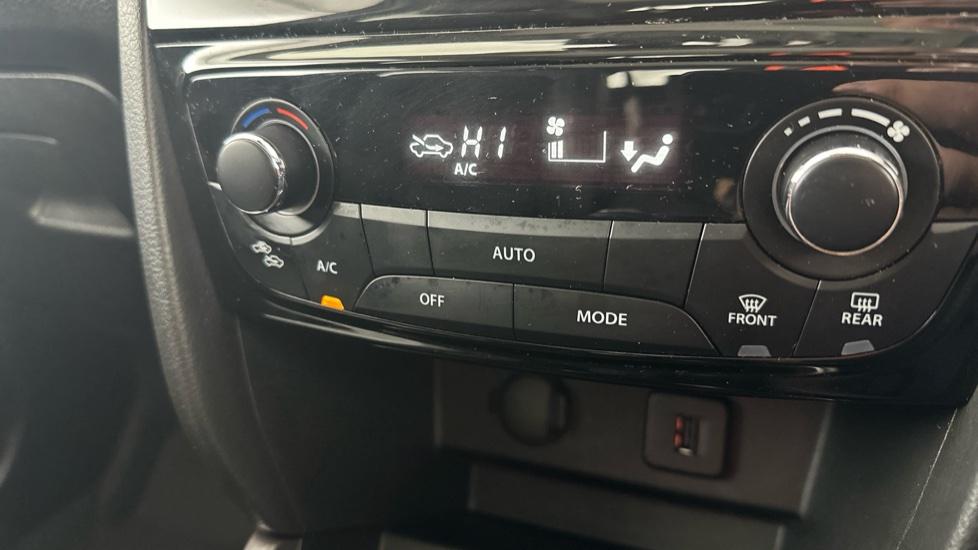 HI
A/C
AUTO
A/C
OFF
MODE
FRONT
REAR